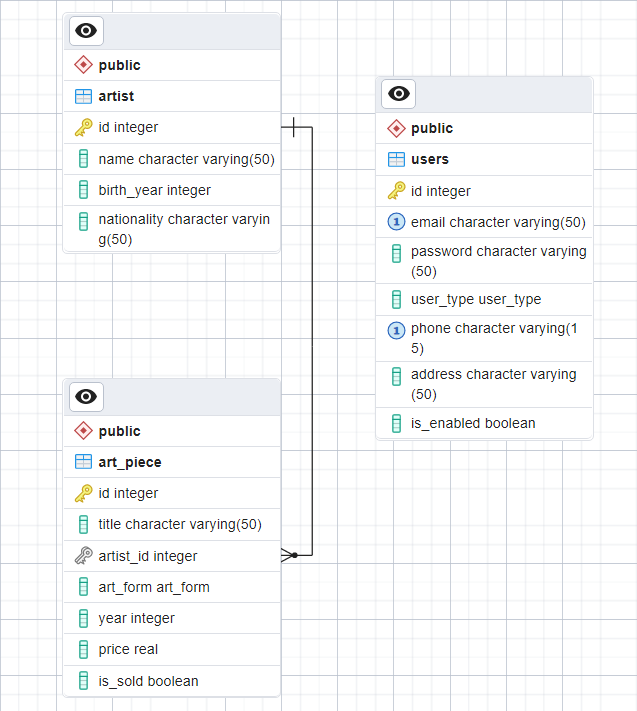 public
artist
id integer
name character varying(50)
birth_year integer
nationality character varyin
g(50)
public
users
id integer
1 email character varying(50)
password character varying
(50)
user_type user_type
1 phone character varying(1
5)
address character varying
(50)
is_enabled boolean
public
art_piece
id integer
title character varying(50)
artist_id integer
art_form art_form
year integer
price real
is_sold boolean